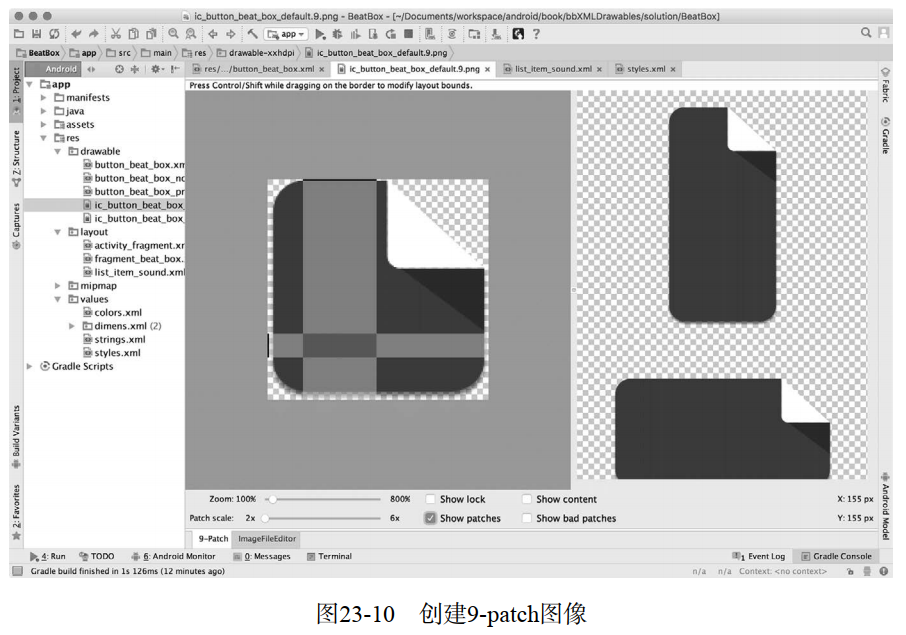 ic_button_beat_box_default.9.png - BeatBox - [~/Documents/workspace/android/book/bbXMLDrawables/solution/BeatBox]
app
BeatBox app src main res drawable-xxhdpi ic_button_beat_box_default.9.png
Android res/.../button_beat_box.xml ic_button_beat_box_default.9.png list_item_sound.xml styles.xml
Press Control/Shift while dragging on the border to modify layout bounds.
1: Project
Z: Structure
Captures
Build Variants
2: Favorites
app
manifests
java
assets
res
drawable
button_beat_box.xm
button_beat_box_no
button_beat_box_pr
ic_button_beat_box
ic_button_beat_box_
layout
activity_fragment.xr
fragment_beat_box.
list_item_sound.xml
mipmap
values
colors.xml
dimens.xml (2)
strings.xml
styles.xml
Gradle Scripts
Fabric
Gradle
Android Model
Zoom: 100% 800% Show lock Show content X: 155 px
Patch scale: 2x 6x Show patches Show bad patches Y: 155 px
9-Patch ImageFileEditor
4: Run TODO 6: Android Monitor 0: Messages Terminal 1 Event Log Gradle Console
Gradle build finished in 1s 126ms (12 minutes ago) n/a n/a Context: <no context>
图23-10 创建9-patch图像